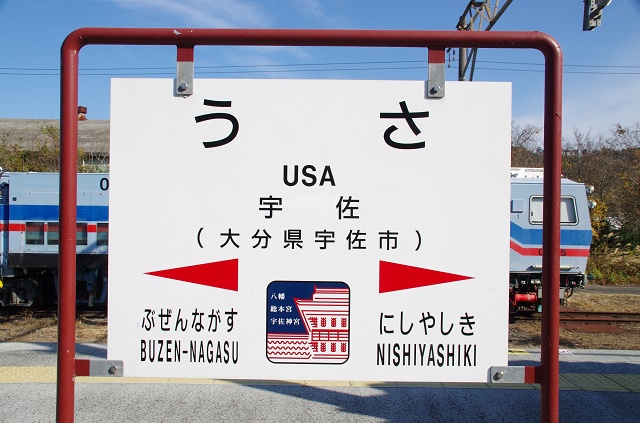 うさ
USA
宇佐
(大分県宇佐市)
八幡
総本宮
宇佐神宮
ぶぜんながす
BUZEN-NAGASU
にしやしき
NISHIYASHIKI